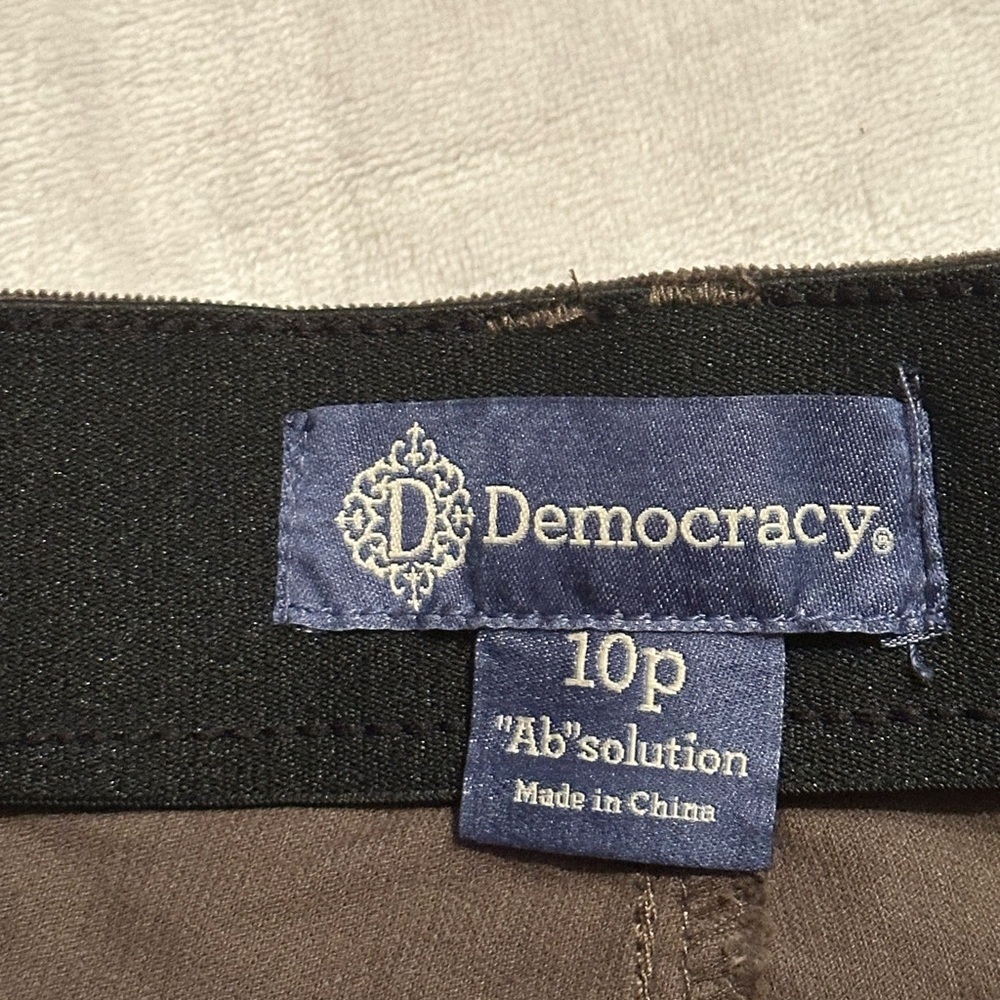 D Democracy®
10p
"Ab"solution
Made in China